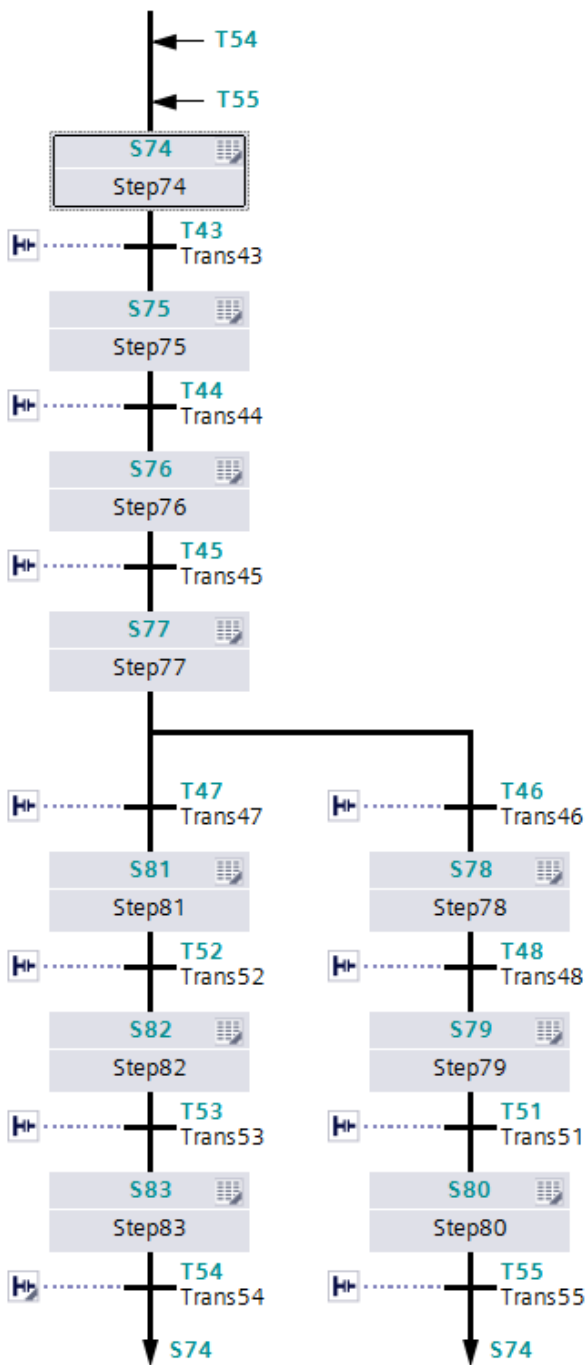 T54
T55
S74
Step74
T43
Trans43
S75
Step75
T44
Trans44
S76
Step76
T45
Trans45
S77
Step77
T47
Trans47
S81
Step81
T52
Trans52
S82
Step82
T53
Trans53
S83
Step83
T54
Trans54
S74
T46
Trans46
S78
Step78
T48
Trans48
S79
Step79
T51
Trans51
S80
Step80
T55
Trans55
S74